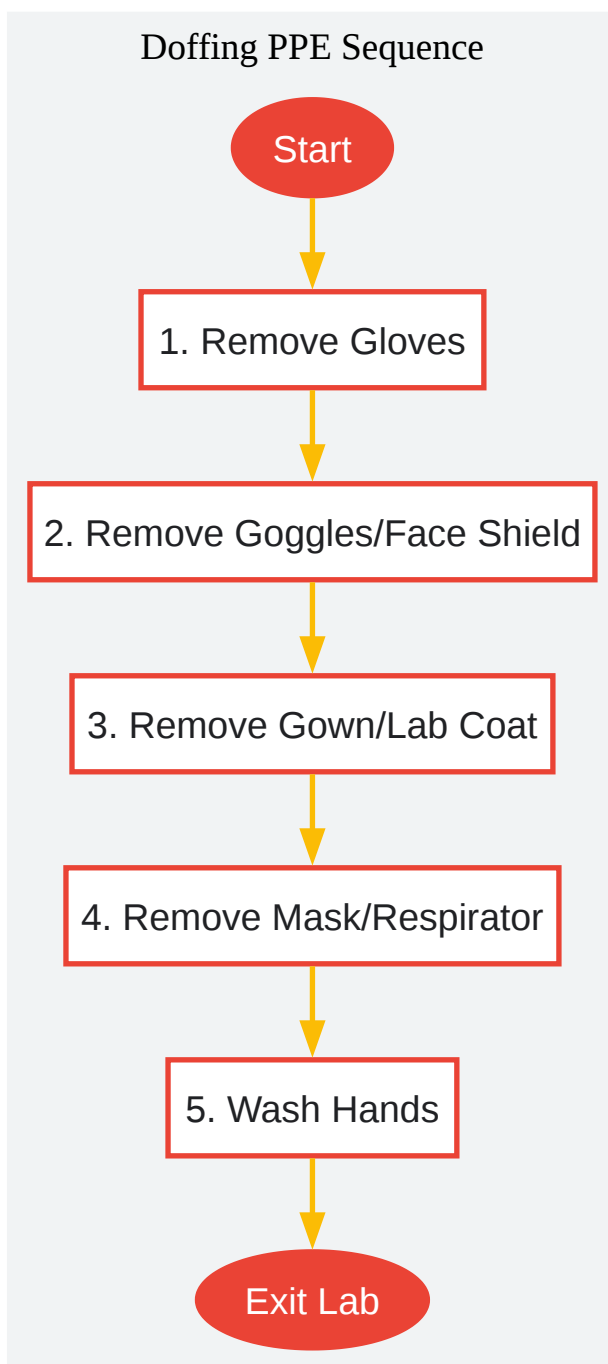 Doffing PPE Sequence
Start
1. Remove Gloves
2. Remove Goggles/Face Shield
3. Remove Gown/Lab Coat
4. Remove Mask/Respirator
5. Wash Hands
Exit Lab